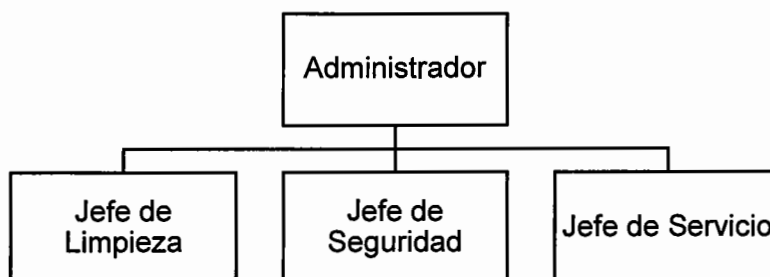 Administrador
Jefe de
Limpieza
Jefe de
Seguridad
Jefe de Servicio